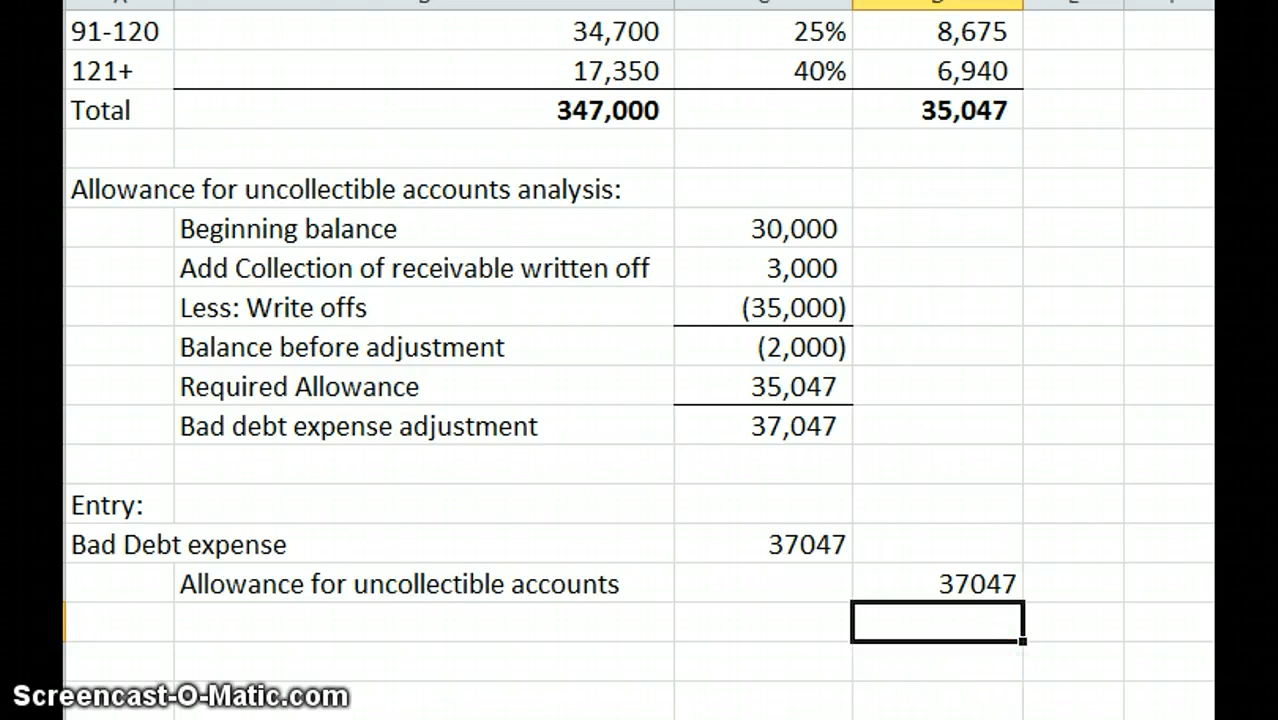 91-120 34,700 25% 8,675
121+ 17,350 40% 6,940
Total 347,000 35,047
Allowance for uncollectible accounts analysis:
Beginning balance 30,000
Add Collection of receivable written off 3,000
Less: Write offs (35,000)
Balance before adjustment (2,000)
Required Allowance 35,047
Bad debt expense adjustment 37,047
Entry:
Bad Debt expense 37047
Allowance for uncollectible accounts 37047
Screencast-O-Matic.com